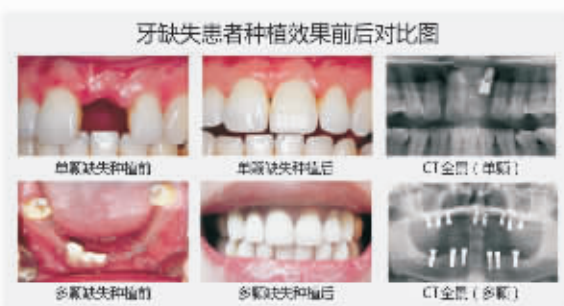 牙缺失患者种植效果前后对比图
单颗缺失种植前
单颗缺失种植后
CT全景（单颗）
多颗缺失种植前
多颗缺失种植后
CT全景（多颗）